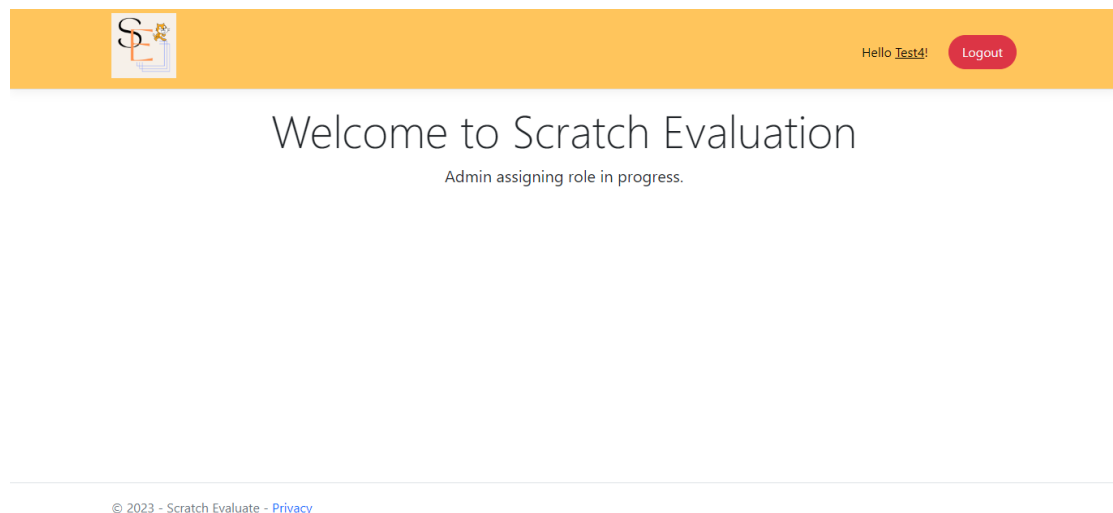 SE
Hello Test4!
Logout
Welcome to Scratch Evaluation
Admin assigning role in progress.
© 2023 - Scratch Evaluate - Privacy